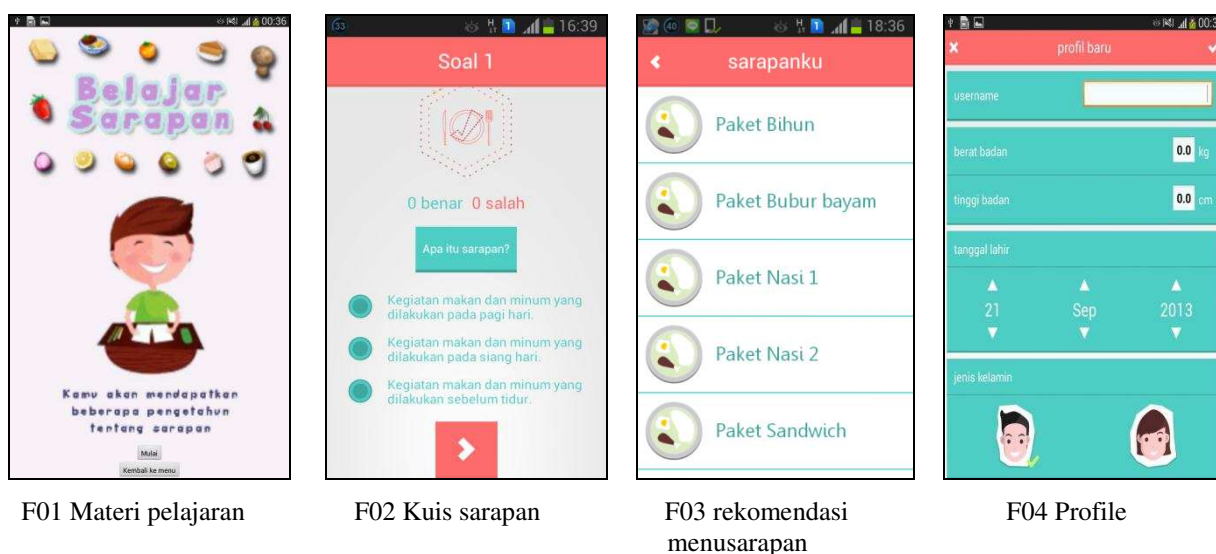 00:36
Belajar
Sarapan
Kamu akan mendapatkan
beberapa pengetahun
tentang sarapan
Mulai
Kembali ke menu
F01 Materi pelajaran
33
16:39
Soal 1
0 benar 0 salah
Apa itu sarapan?
Kegiatan makan dan minum yang
dilakukan pada pagi hari.
Kegiatan makan dan minum yang
dilakukan pada siang hari.
Kegiatan makan dan minum yang
dilakukan sebelum tidur.
F02 Kuis sarapan
40
18:36
sarapanku
Paket Bihun
Paket Bubur bayam
Paket Nasi 1
Paket Nasi 2
Paket Sandwich
F03 rekomendasi
menusarapan
profil baru
username
berat badan 0.0 kg
tinggi badan 0.0 cm
tanggal lahir
21 Sep 2013
jenis kelamin
F04 Profile